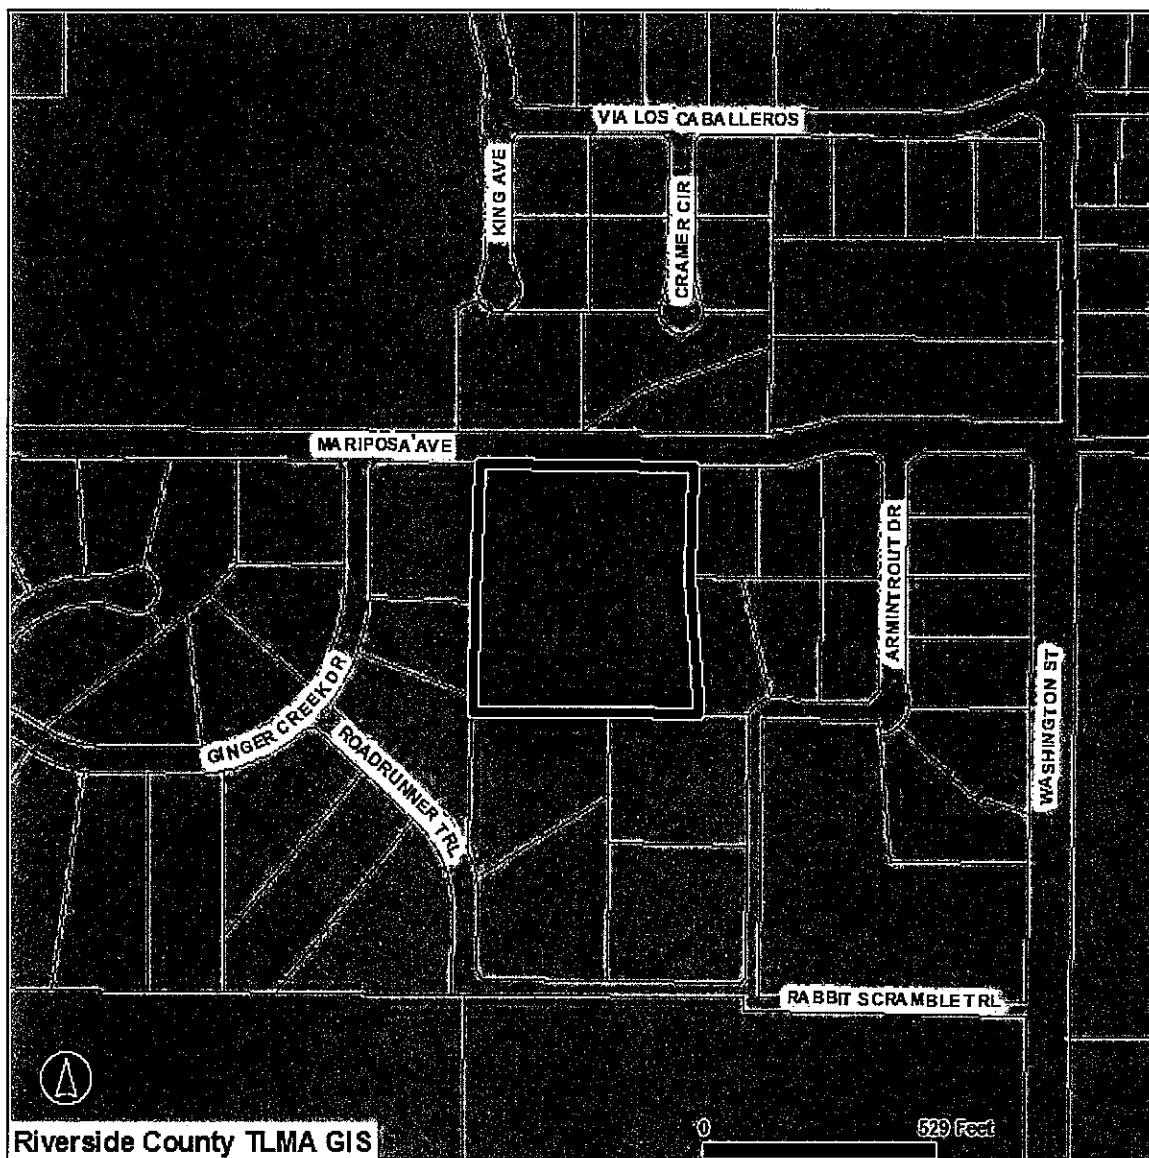 VIA LOS CABALLEROS
KING AVE
CRAMER CIR
MARIPOSA AVE
ARMINTROUT DR
GINGER CREEK DR
ROADRUNNER TRL
WASHINGTON ST
RABBIT SCRAMBLE TRL
Riverside County TLMA GIS
0 529 Feet